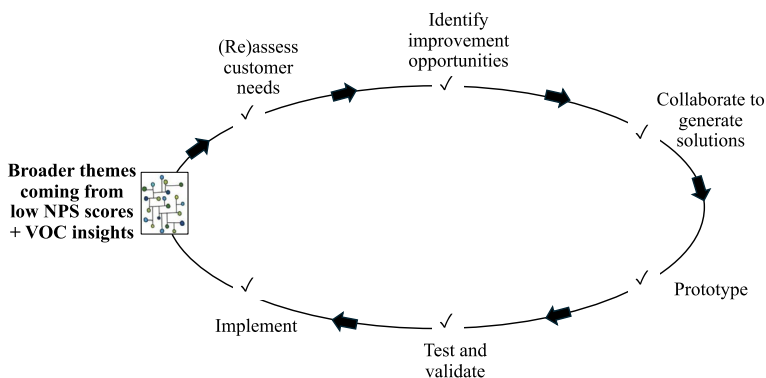 Identify
improvement
opportunities
(Re)assess
customer
needs
Collaborate to
generate
solutions
Broader themes
coming from
low NPS scores
+ VOC insights
Prototype
Implement
Test and
validate